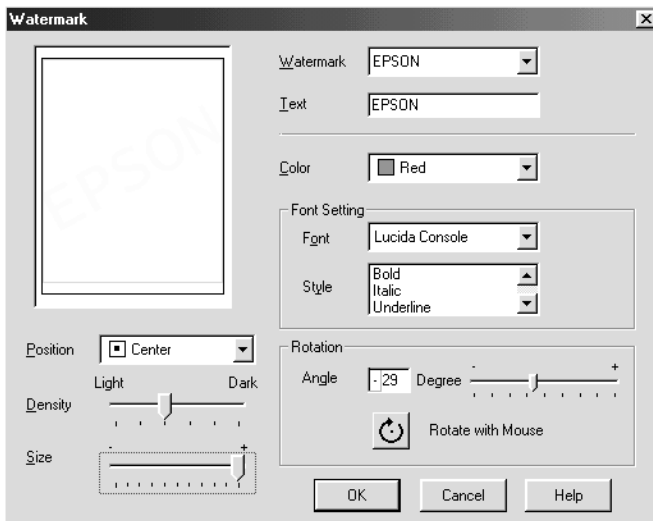 Watermark
EPSON
Watermark EPSON
Text EPSON
Color Red
Font Setting
Font Lucida Console
Style Bold
Italic
Underline
Position Center
Light Dark
Density
Size - +
Rotation
- +
Angle -29 Degree
Rotate with Mouse
OK Cancel Help